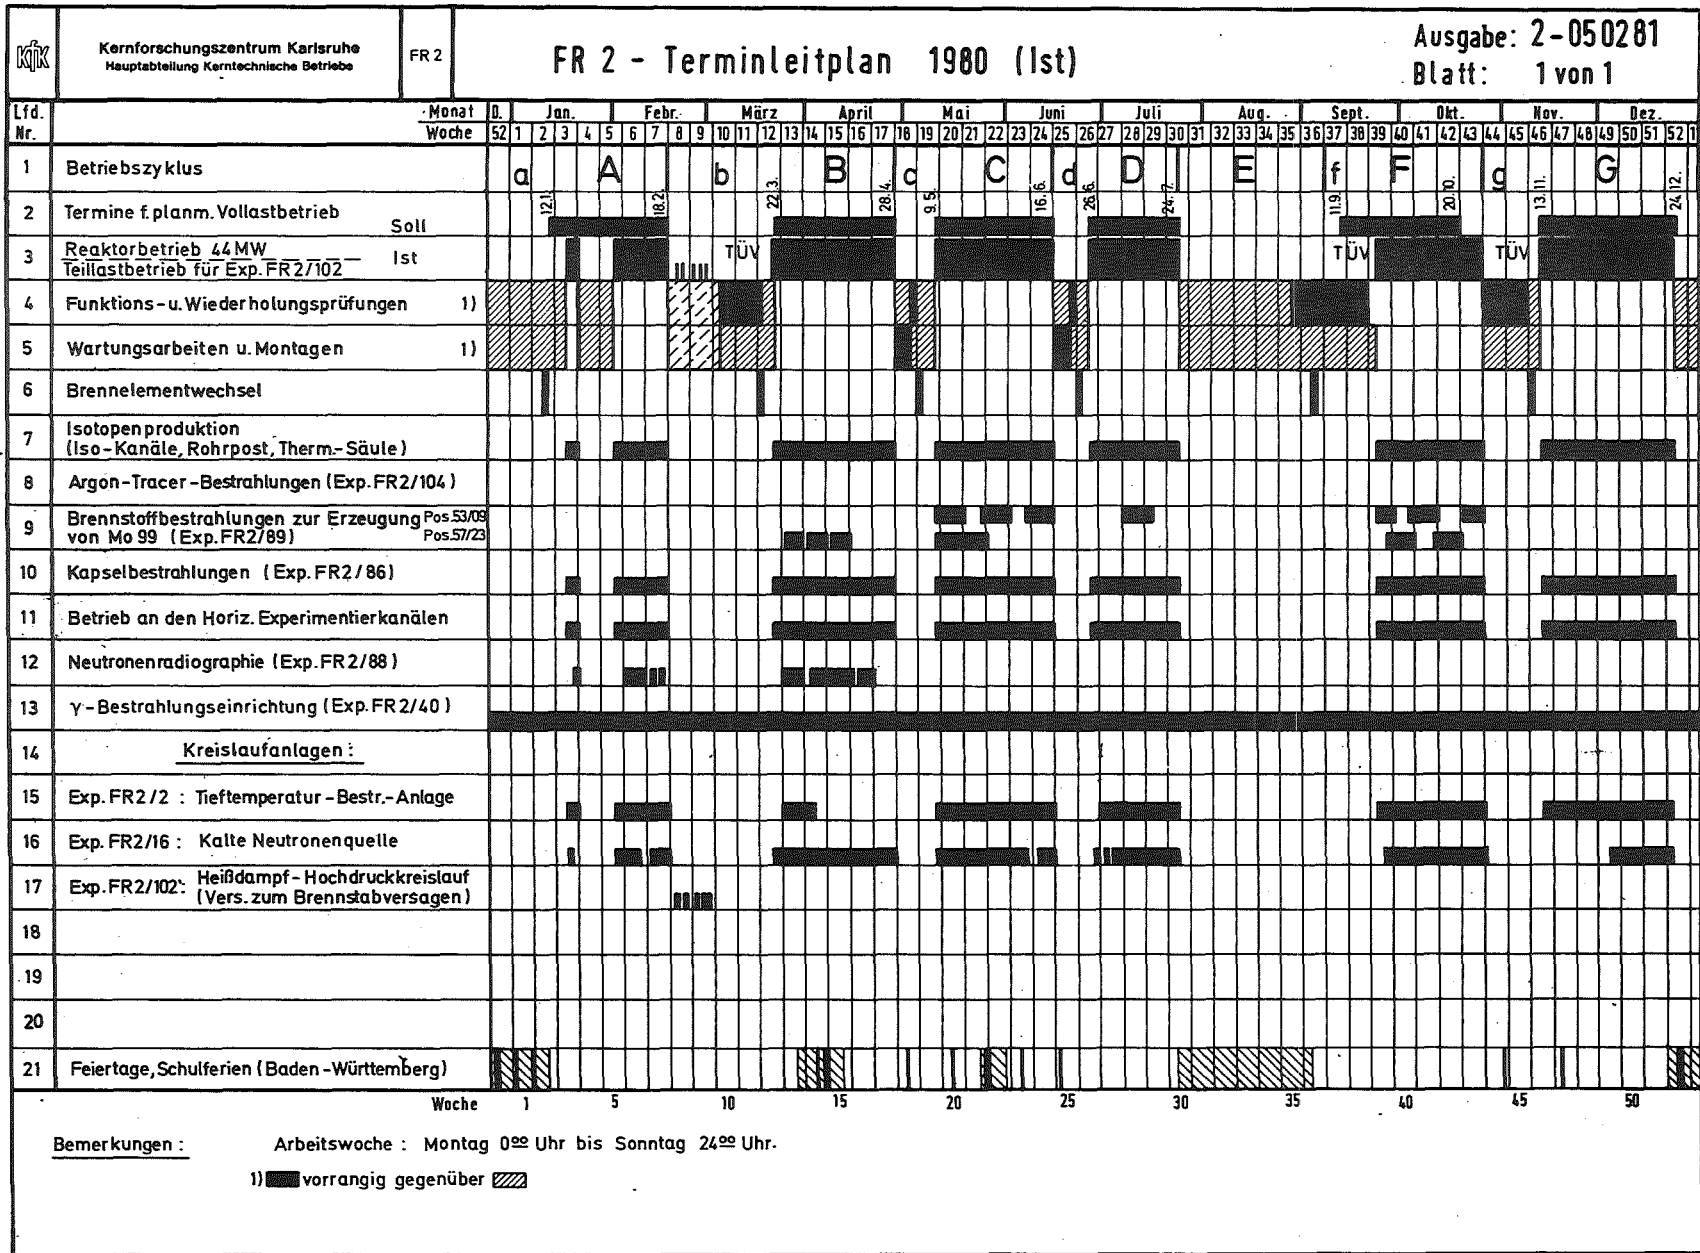 KfK
Kernforschungszentrum Karlsruhe
Hauptabteilung Kerntechnische Betriebe
FR 2
FR 2 - Terminleitplan 1980 (Ist)
Ausgabe: 2-050281
Blatt: 1 von 1
Lfd. Nr.
Monat D. Jan. Febr. März April Mai Juni Juli Aug. Sept. Okt. Nov. Dez.
Woche 52 1 2 3 4 5 6 7 8 9 10 11 12 13 14 15 16 17 18 19 20 21 22 23 24 25 26 27 28 29 30 31 32 33 34 35 36 37 38 39 40 41 42 43 44 45 46 47 48 49 50 51 52 1
1 Betriebszyklus a A b B c C d D E f F g G
12.1. 18.2. 22.3. 28.4. 9.5. 16.6. 26.6. 24.7. 11.9. 20.10. 13.11. 24.12.
2 Termine f. planm. Vollastbetrieb Soll
3 Reaktorbetrieb 44 MW Ist TÜV TÜV TÜV
Teillastbetrieb für Exp. FR2/102
4 Funktions- u. Wiederholungsprüfungen 1)
5 Wartungsarbeiten u. Montagen 1)
6 Brennelementwechsel
7 Isotopenproduktion
(Iso-Kanäle, Rohrpost, Therm.-Säule)
8 Argon-Tracer-Bestrahlungen (Exp. FR2/104)
9 Brennstoffbestrahlungen zur Erzeugung Pos.53/09
von Mo 99 (Exp. FR2/89) Pos.57/23
10 Kapselbestrahlungen (Exp. FR2/86)
11 Betrieb an den Horiz. Experimentierkanälen
12 Neutronenradiographie (Exp. FR2/88)
13 γ-Bestrahlungseinrichtung (Exp. FR2/40)
14 Kreislaufanlagen:
15 Exp. FR2/2 : Tieftemperatur-Bestr.-Anlage
16 Exp. FR2/16 : Kalte Neutronenquelle
17 Exp. FR2/102: Heißdampf-Hochdruckkreislauf
(Vers. zum Brennstabversagen)
18
19
20
21 Feiertage, Schulferien (Baden-Württemberg)
Woche 1 5 10 15 20 25 30 35 40 45 50
Bemerkungen : Arbeitswoche : Montag 0⁰⁰ Uhr bis Sonntag 24⁰⁰ Uhr.
1) vorrangig gegenüber